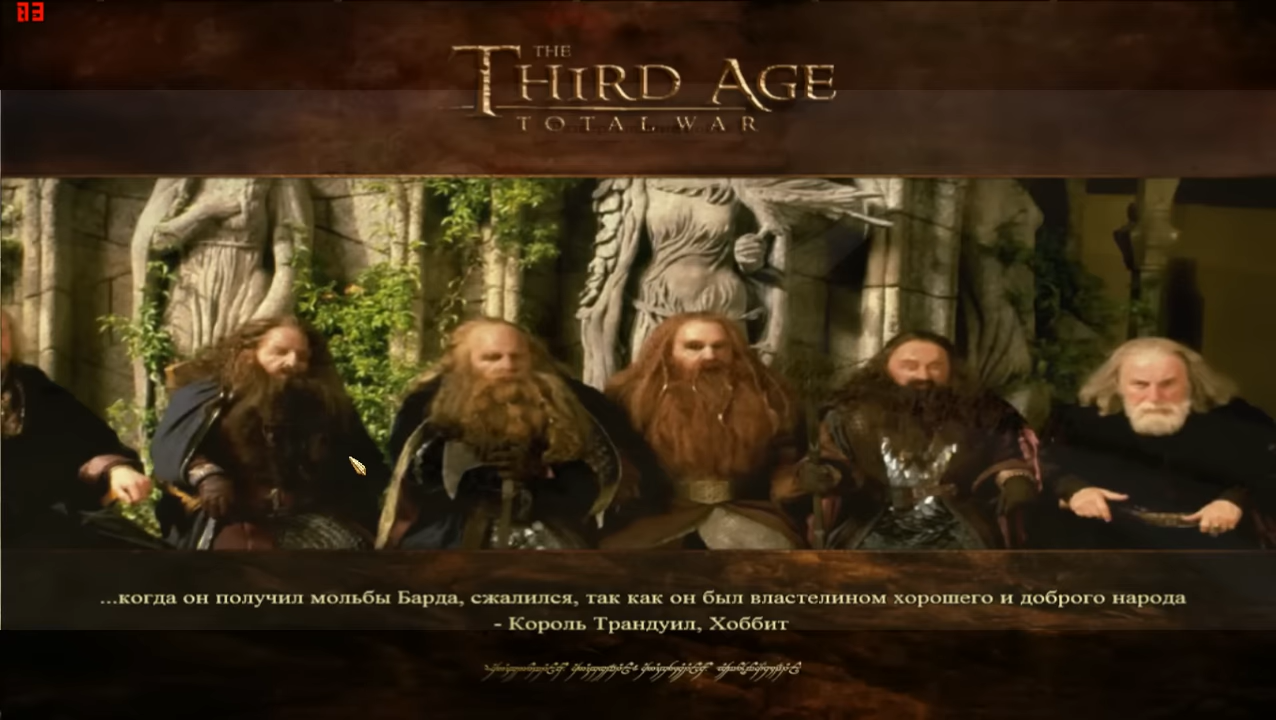 13
THE
THIRD AGE
TOTAL WAR
...когда он получил мольбы Барда, сжалился, так как он был властелином хорошего и доброго народа
- Король Трандуил, Хоббит